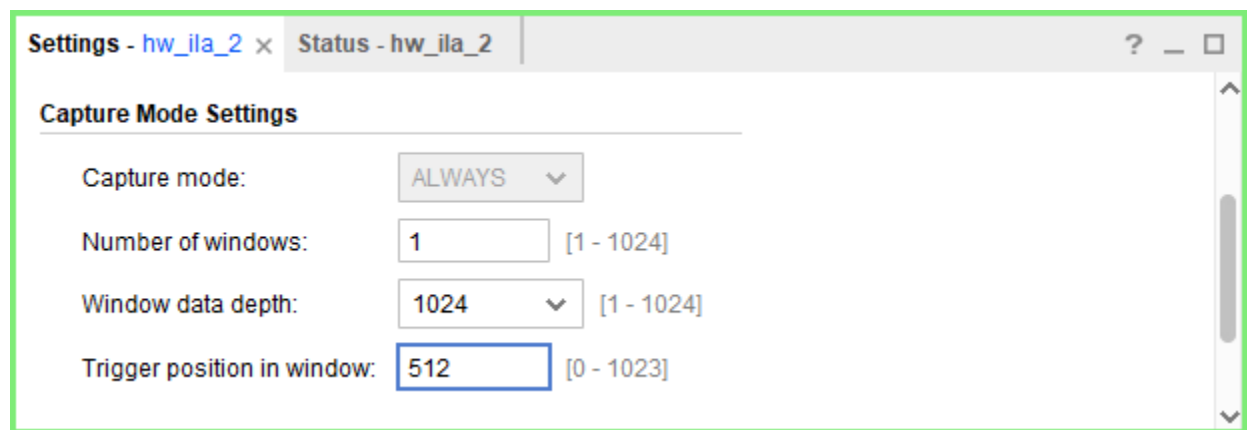 Settings - hw_ila_2 × Status - hw_ila_2 ? _
Capture Mode Settings
Capture mode: ALWAYS
Number of windows: 1 [1 - 1024]
Window data depth: 1024 [1 - 1024]
Trigger position in window: 512 [0 - 1023]